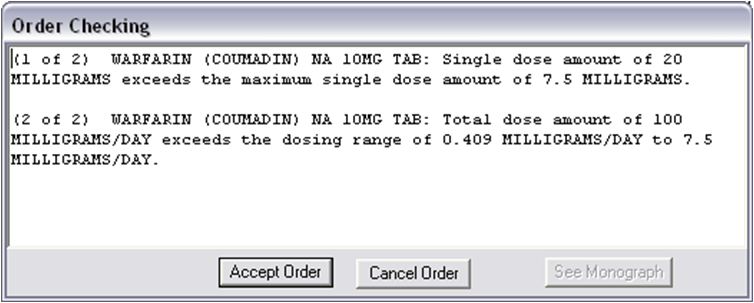 Order Checking
(1 of 2)  WARFARIN (COUMADIN) NA 10MG TAB: Single dose amount of 20
MILLIGRAMS exceeds the maximum single dose amount of 7.5 MILLIGRAMS.
(2 of 2)  WARFARIN (COUMADIN) NA 10MG TAB: Total dose amount of 100
MILLIGRAMS/DAY exceeds the dosing range of 0.409 MILLIGRAMS/DAY to 7.5
MILLIGRAMS/DAY.
Accept Order Cancel Order See Monograph